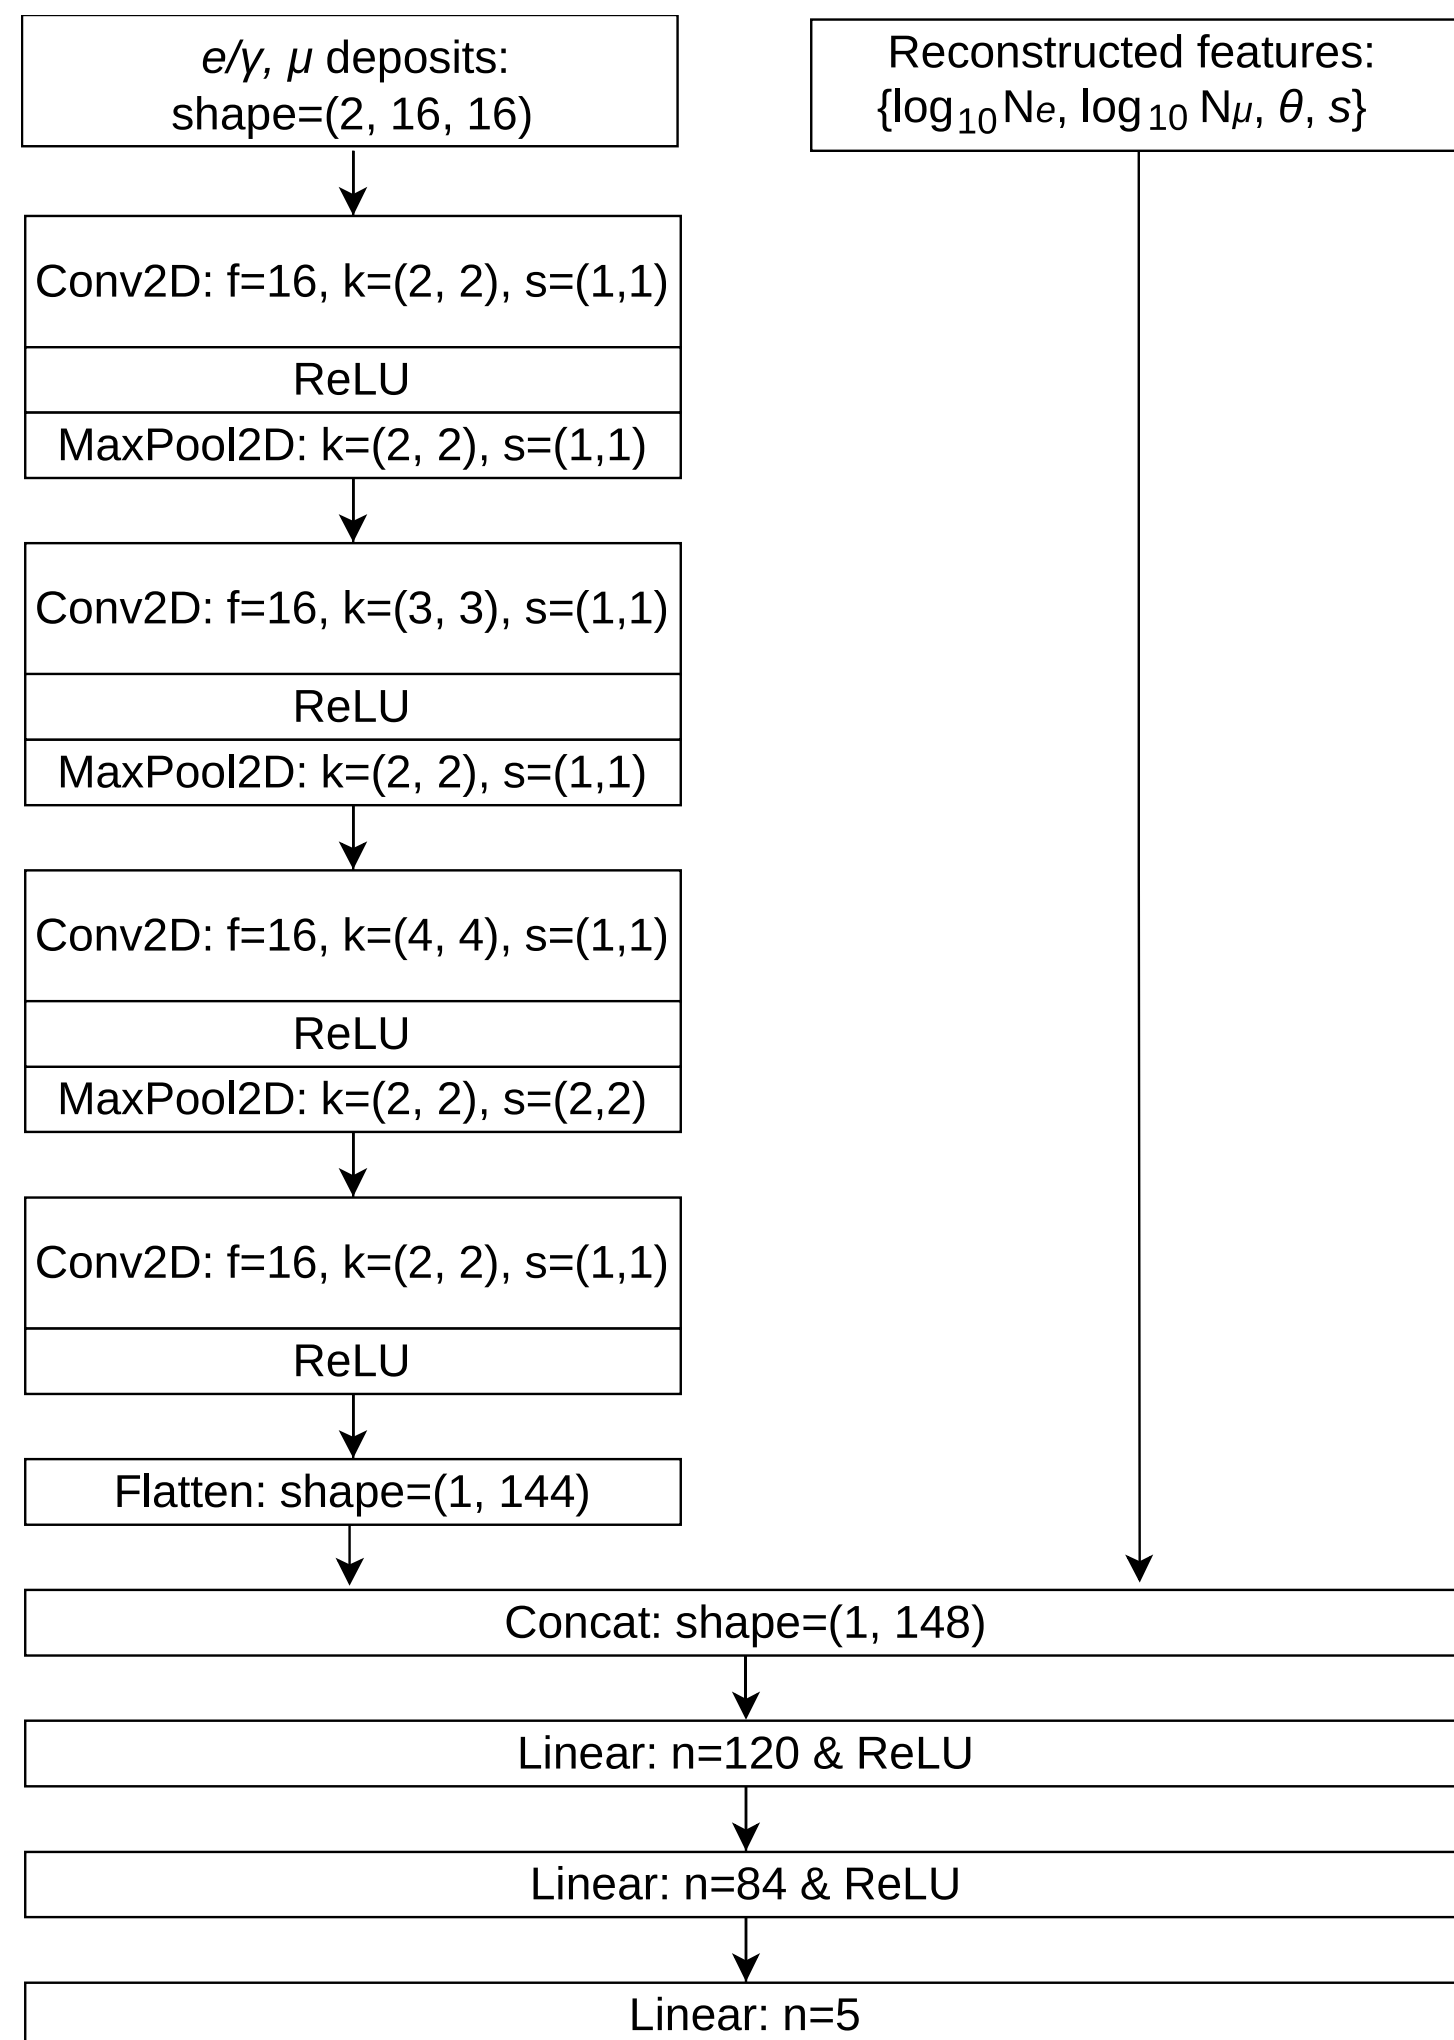 e/γ, μ deposits:
shape=(2, 16, 16)
Reconstructed features:
{log10 Ne, log10 Nμ, θ, s}
Conv2D: f=16, k=(2, 2), s=(1,1)
ReLU
MaxPool2D: k=(2, 2), s=(1,1)
Conv2D: f=16, k=(3, 3), s=(1,1)
ReLU
MaxPool2D: k=(2, 2), s=(1,1)
Conv2D: f=16, k=(4, 4), s=(1,1)
ReLU
MaxPool2D: k=(2, 2), s=(2,2)
Conv2D: f=16, k=(2, 2), s=(1,1)
ReLU
Flatten: shape=(1, 144)
Concat: shape=(1, 148)
Linear: n=120 & ReLU
Linear: n=84 & ReLU
Linear: n=5